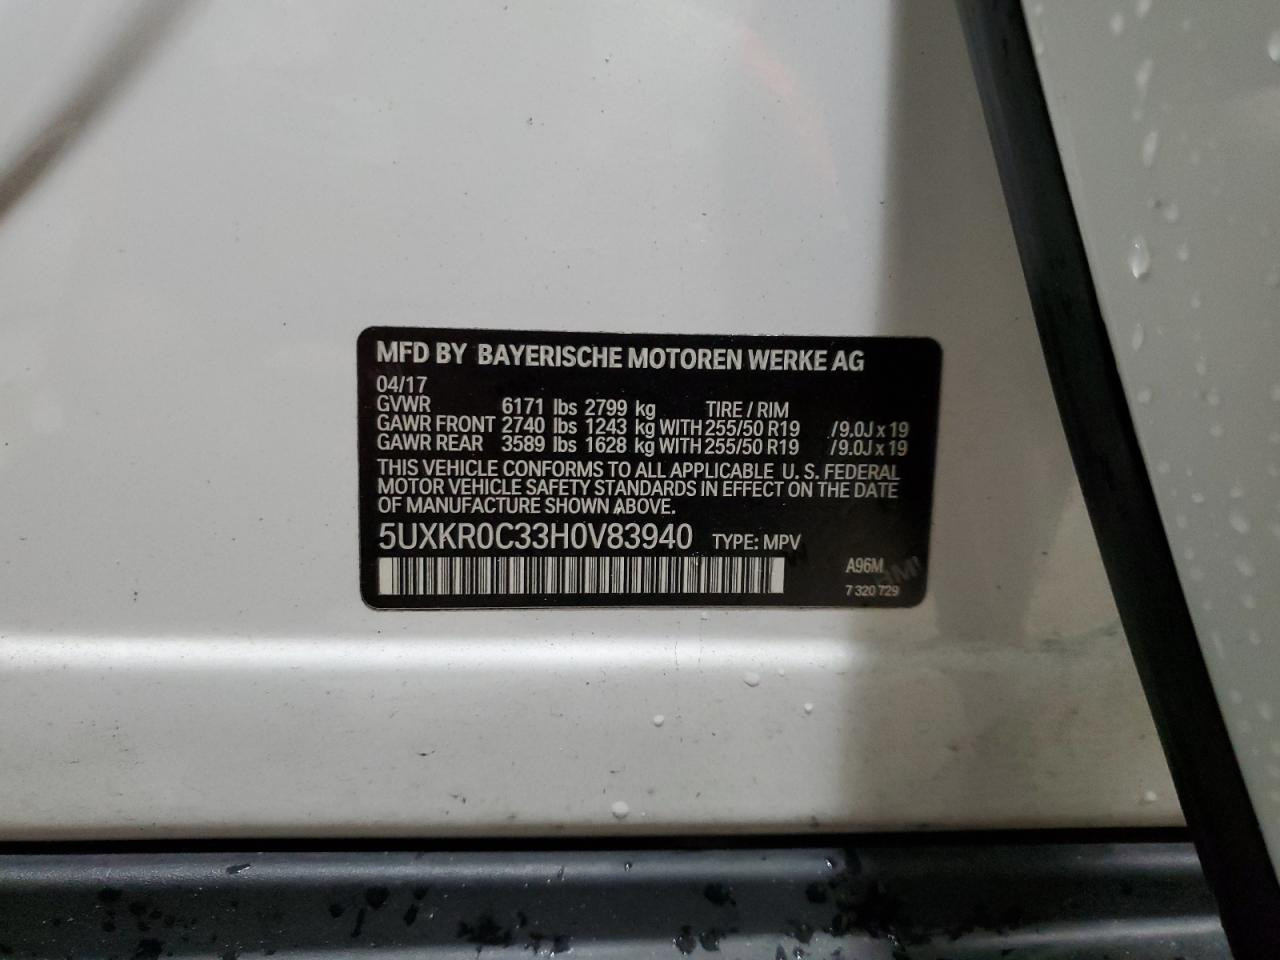 MFD BY BAYERISCHE MOTOREN WERKE AG
04/17
GVWR 6171 lbs 2799 kg TIRE / RIM
GAWR FRONT 2740 lbs 1243 kg WITH 255/50 R19 /9.0J x 19
GAWR REAR 3589 lbs 1628 kg WITH 255/50 R19 /9.0J x 19
THIS VEHICLE CONFORMS TO ALL APPLICABLE U. S. FEDERAL
MOTOR VEHICLE SAFETY STANDARDS IN EFFECT ON THE DATE
OF MANUFACTURE SHOWN ABOVE.
5UXKR0C33H0V83940 TYPE: MPV
A96M
7 320 729